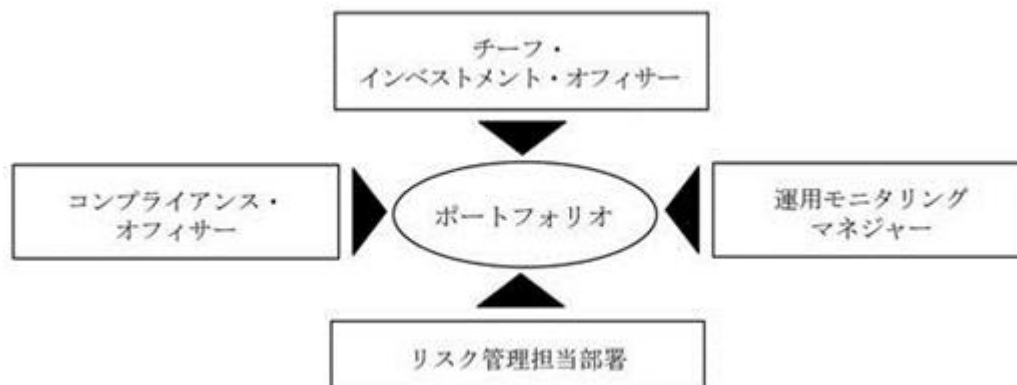 チーフ・
インベストメント・オフィサー
コンプライアンス・
オフィサー
ポートフォリオ
運用モニタリング
マネジャー
リスク管理担当部署